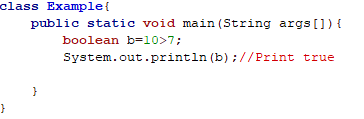 class Example{
    public static void main(String args[]){
        boolean b=10>7;
        System.out.println(b);//Print true
    }
}